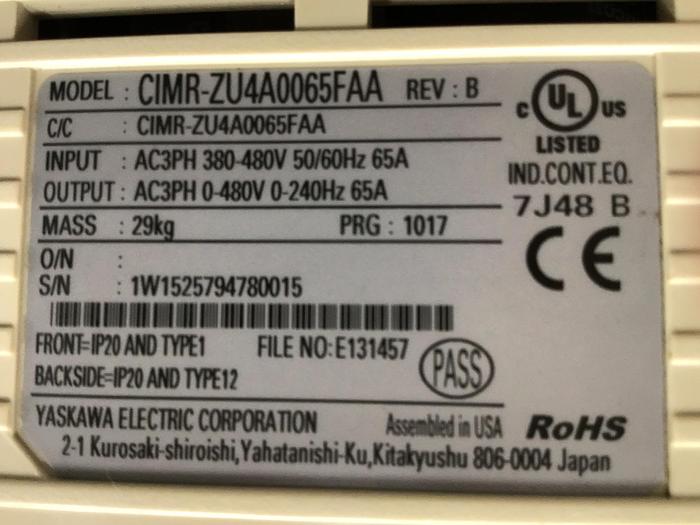 MODEL : CIMR-ZU4A0065FAA REV : B
C/C : CIMR-ZU4A0065FAA
INPUT : AC3PH 380-480V 50/60Hz 65A
OUTPUT : AC3PH 0-480V 0-240Hz 65A
MASS : 29kg PRG : 1017
O/N :
S/N : 1W1525794780015
FRONT=IP20 AND TYPE1 FILE NO:E131457
BACKSIDE=IP20 AND TYPE12
PASS
C UL US
LISTED
IND.CONT.EQ.
7J48 B
CE
YASKAWA ELECTRIC CORPORATION Assembled in USA RoHS
2-1 Kurosaki-shiroishi,Yahatanishi-Ku,Kitakyushu 806-0004 Japan